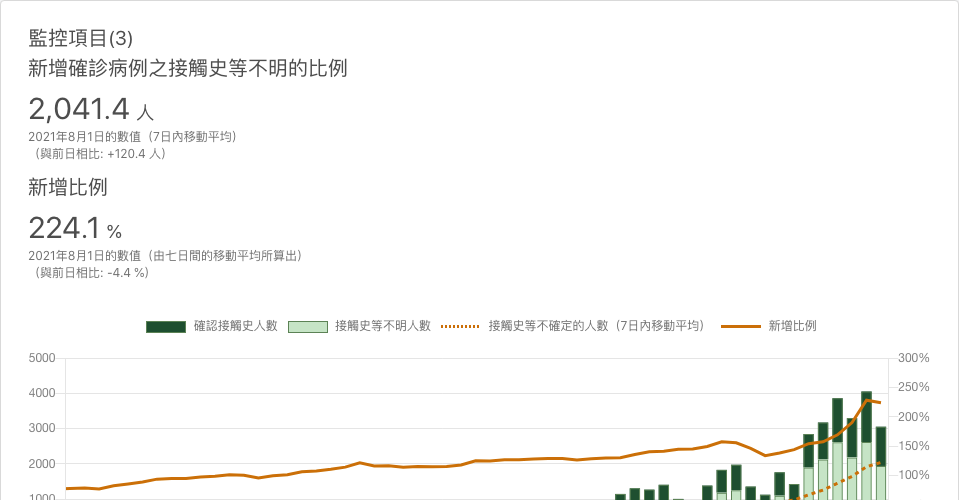 監控項目(3)
新增確診病例之接觸史等不明的比例
2,041.4 人
2021年8月1日的數值（7日內移動平均）
（與前日相比: +120.4 人）
新增比例
224.1 %
2021年8月1日的數值（由七日間的移動平均所算出）
（與前日相比: -4.4 %）
確認接觸史人數 接觸史等不明人數 接觸史等不確定的人數（7日內移動平均） 新增比例
5000 300%
250%
4000
200%
3000
150%
2000
100%
1000